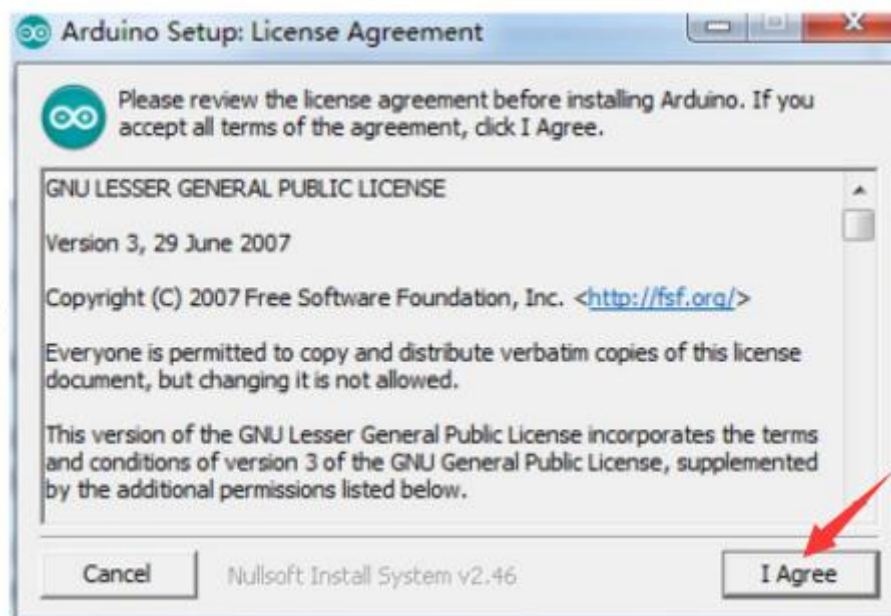 Arduino Setup: License Agreement
Please review the license agreement before installing Arduino. If you
accept all terms of the agreement, click I Agree.
GNU LESSER GENERAL PUBLIC LICENSE
Version 3, 29 June 2007
Copyright (C) 2007 Free Software Foundation, Inc. <http://fsf.org/>
Everyone is permitted to copy and distribute verbatim copies of this license
document, but changing it is not allowed.
This version of the GNU Lesser General Public License incorporates the terms
and conditions of version 3 of the GNU General Public License, supplemented
by the additional permissions listed below.
Cancel
Nullsoft Install System v2.46
I Agree